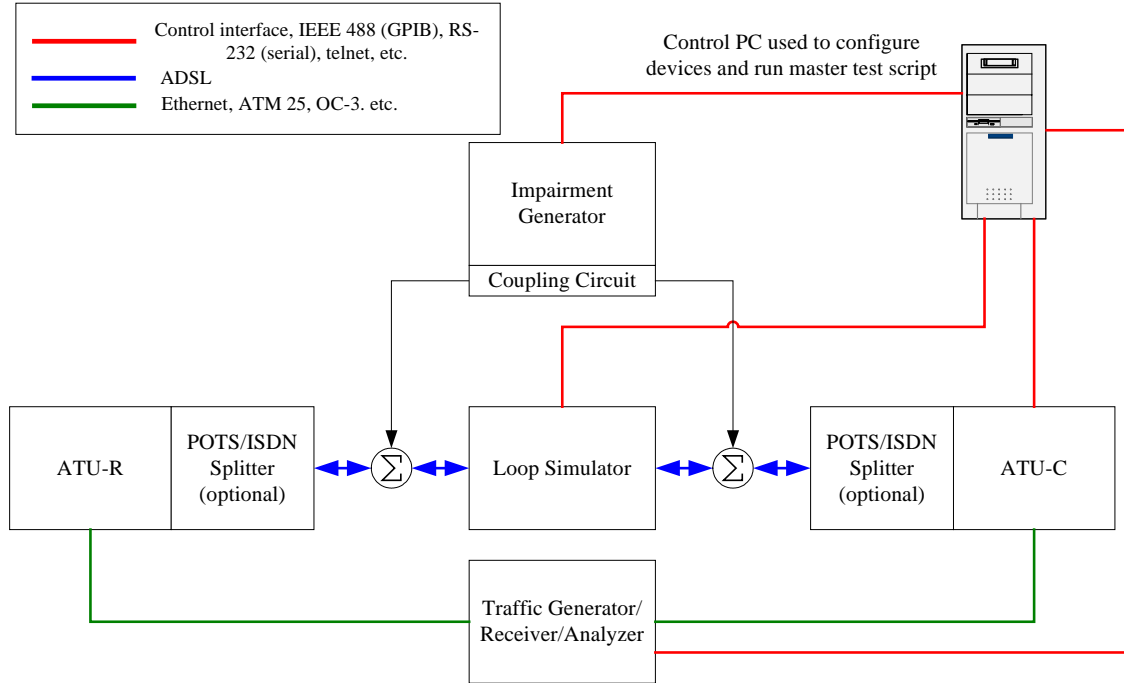 Control interface, IEEE 488 (GPIB), RS-
232 (serial), telnet, etc.
ADSL
Ethernet, ATM 25, OC-3. etc.
Control PC used to configure
devices and run master test script
Impairment
Generator
Coupling Circuit
ATU-R
POTS/ISDN
Splitter
(optional)
Σ
Loop Simulator
Σ
POTS/ISDN
Splitter
(optional)
ATU-C
Traffic Generator/
Receiver/Analyzer